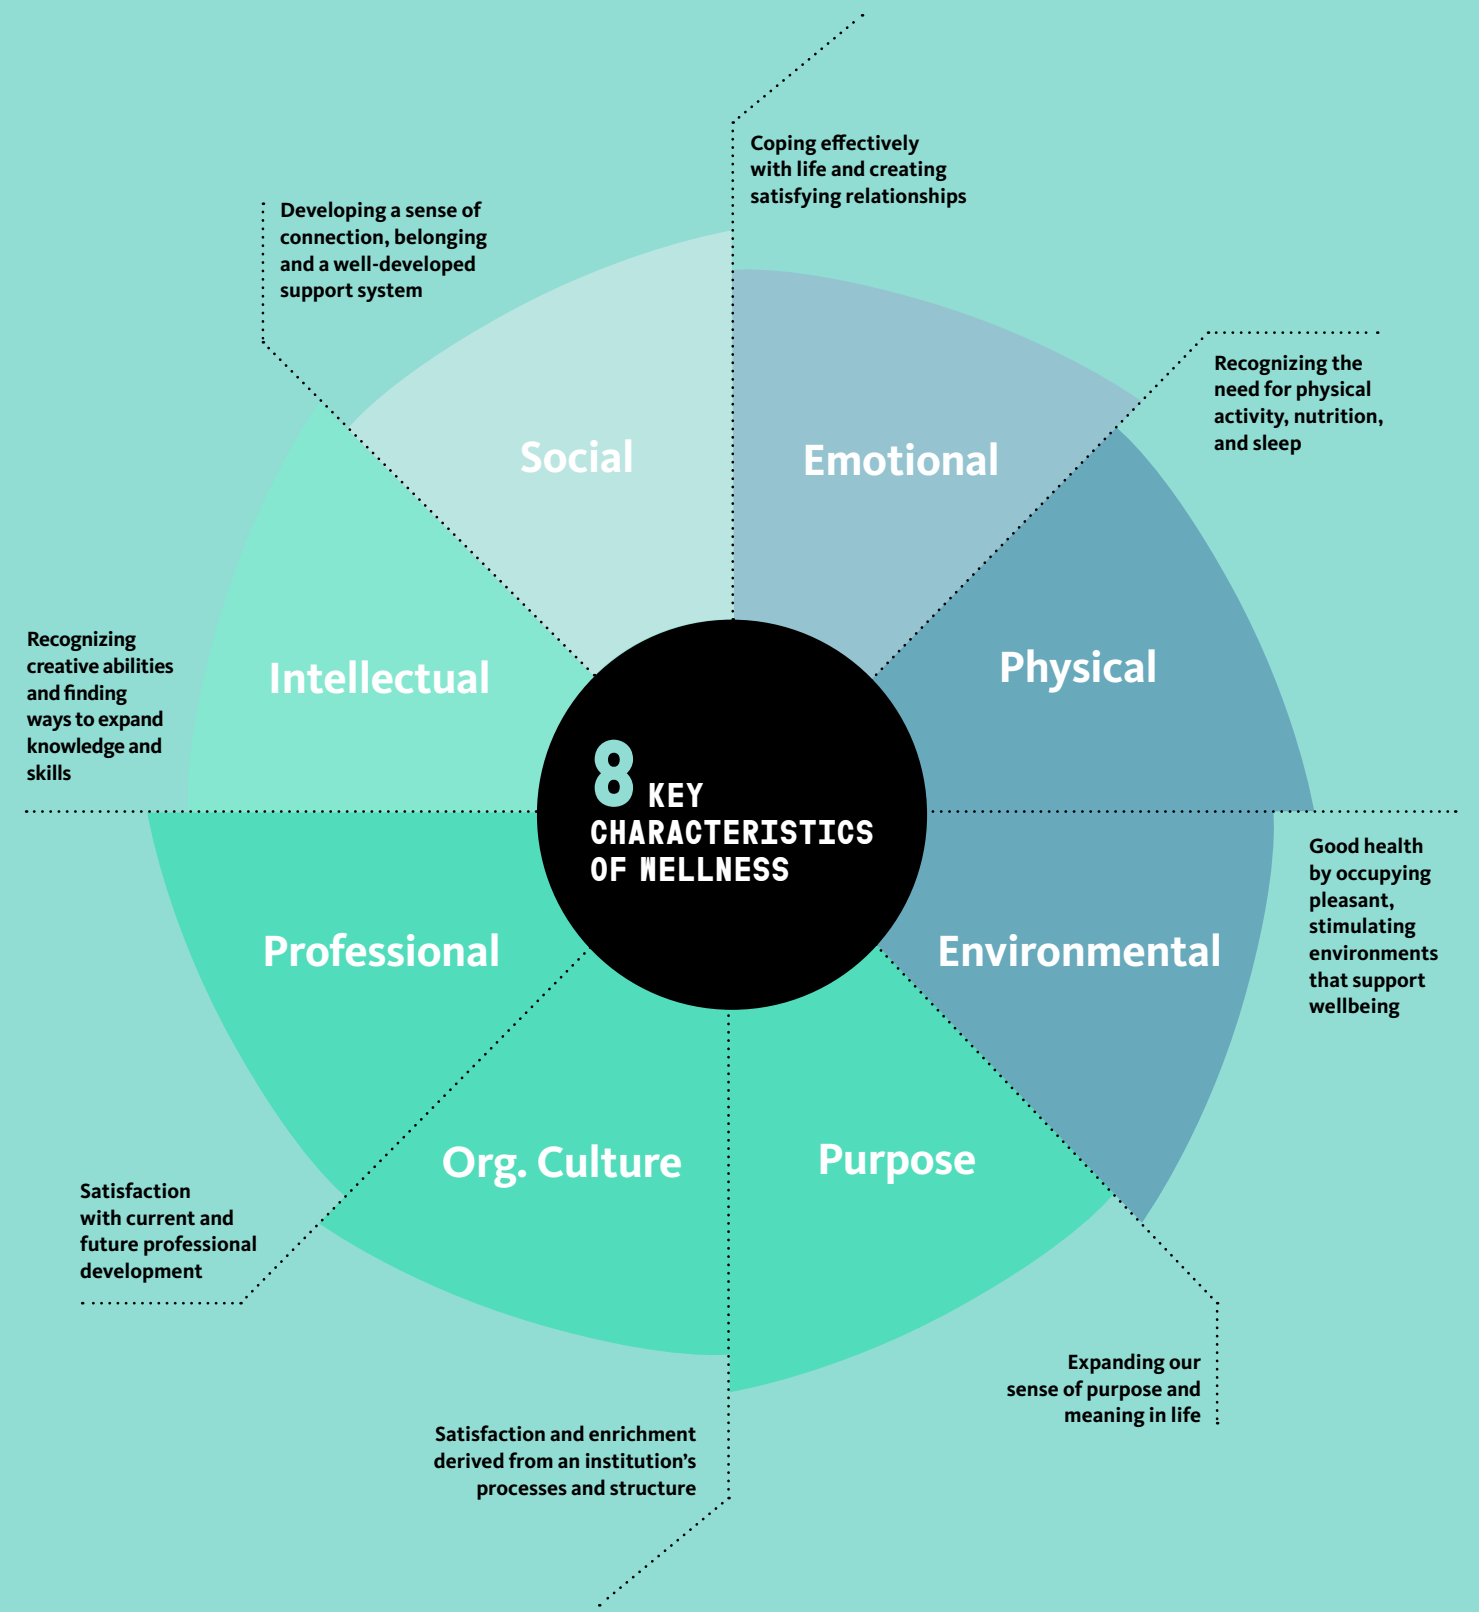 Coping effectively
with life and creating
satisfying relationships
Developing a sense of
connection, belonging
and a well-developed
support system
Recognizing the
need for physical
activity, nutrition,
and sleep
Social
Emotional
Recognizing
creative abilities
and finding
ways to expand
knowledge and
skills
Intellectual
Physical
8 KEY
CHARACTERISTICS
OF WELLNESS
Good health
by occupying
pleasant,
stimulating
environments
that support
wellbeing
Professional
Environmental
Org. Culture
Purpose
Satisfaction
with current and
future professional
development
Expanding our
sense of purpose and
meaning in life
Satisfaction and enrichment
derived from an institution’s
processes and structure